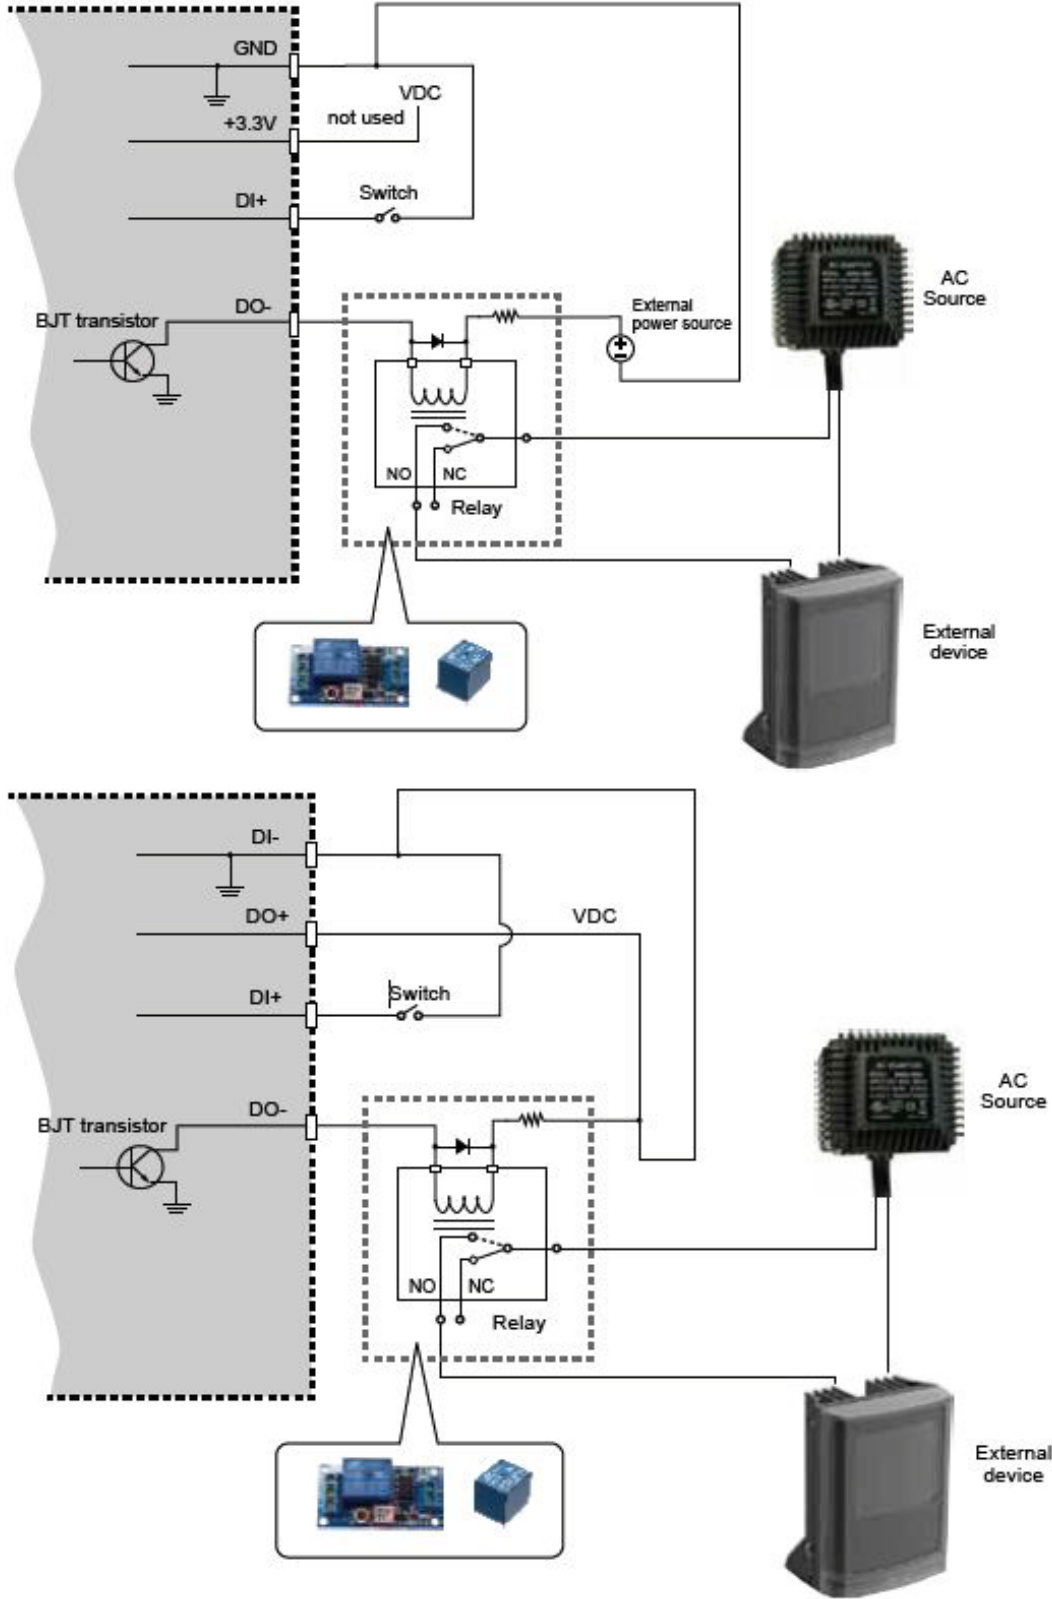 GND
VDC
not used
+3.3V
Switch
DI+
AC
Source
DO-
External
power source
BJT transistor
NO
NC
Relay
External
device
DI-
DO+
VDC
DI+
Switch
AC
Source
DO-
BJT transistor
NO
NC
Relay
External
device